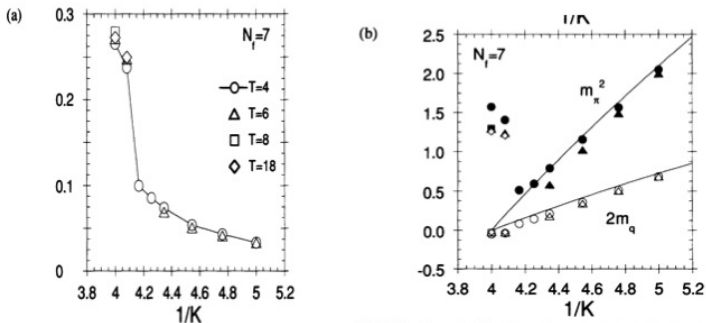 (a)
N_f=7
T=4
T=6
T=8
T=18
0.3
0.2
0.1
0
3.8 4 4.2 4.4 4.6 4.8 5 5.2
1/K
1/K
(b)
N_f=7
m_π²
2m_q
2.5
2.0
1.5
1.0
0.5
0.0
-0.5
3.8 4 4.2 4.4 4.6 4.8 5 5.2
1/K